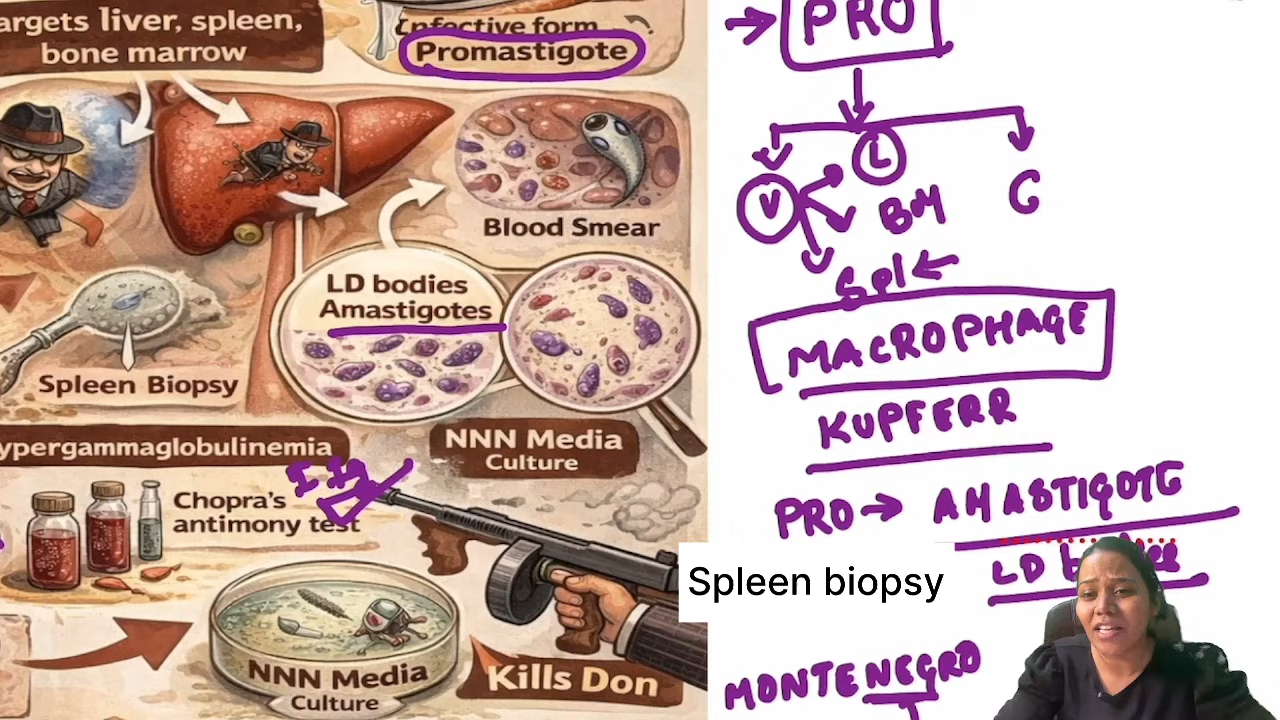 argets liver, spleen,
bone marrow
Infective form
Promastigote
Blood Smear
LD bodies
Amastigotes
Spleen Biopsy
ypergammaglobulinemia
NNN Media
Culture
Chopra's
antimony test
NNN Media
Culture
Kills Don
PRO
V
L
C
BM
Spl
MACROPHAGE
KUPFERR
PRO → AMASTIGOTE
LD
Spleen biopsy
MONTENEGRO